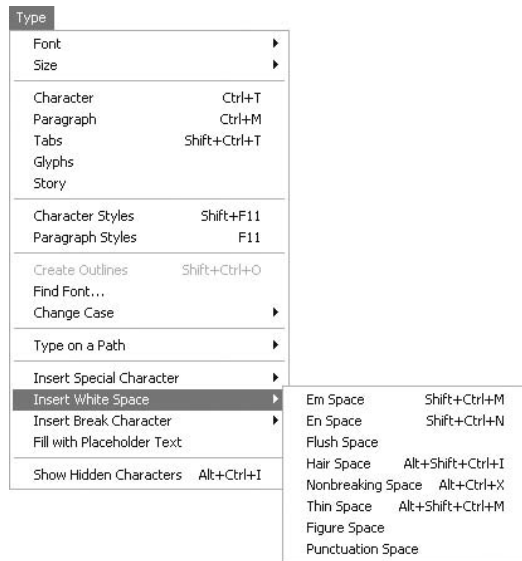 Type
Font
Size
Character Ctrl+T
Paragraph Ctrl+M
Tabs Shift+Ctrl+T
Glyphs
Story
Character Styles Shift+F11
Paragraph Styles F11
Create Outlines Shift+Ctrl+O
Find Font...
Change Case
Type on a Path
Insert Special Character
Insert White Space
Insert Break Character
Fill with Placeholder Text
Show Hidden Characters Alt+Ctrl+I
Em Space Shift+Ctrl+M
En Space Shift+Ctrl+N
Flush Space
Hair Space Alt+Shift+Ctrl+I
Nonbreaking Space Alt+Ctrl+X
Thin Space Alt+Shift+Ctrl+M
Figure Space
Punctuation Space